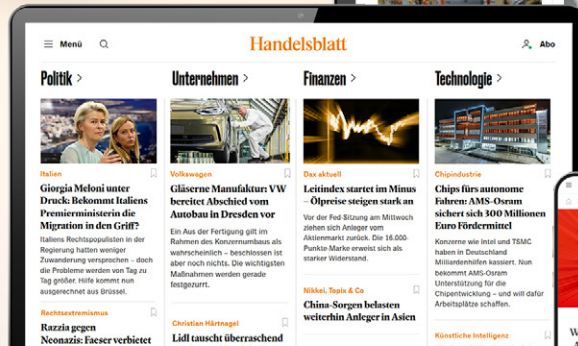 Menü
Handelsblatt
Abo
Politik >
Italien
Giorgia Meloni unter
Druck: Bekommt Italiens
Premierministerin die
Migration in den Griff?
Italiens Rechtspopulisten in der
Regierung hatten weniger
Zuwanderung versprochen – doch
die Probleme werden von Tag zu
Tag größer. Hilfe kommt nun
ausgerechnet aus Brüssel.
Rechtsextremismus
Razzia gegen
Neonazis: Faeser verbietet
Unternehmen >
Volkswagen
Gläserne Manufaktur: VW
bereitet Abschied vom
Autobau in Dresden vor
Ein Aus der Fertigung gilt im
Rahmen des Konzernumbaus als
wahrscheinlich – beschlossen ist
aber noch nichts. Die wichtigsten
Maßnahmen werden gerade
festgezurrt.
Christian Härtnagel
Lidl tauscht überraschend
Finanzen >
Dax aktuell
Leitindex startet im Minus
– Ölpreise steigen stark an
Vor der Fed-Sitzung am Mittwoch
ziehen sich Anleger vom
Aktienmarkt zurück. Die 16.000-
Punkte-Marke erweist sich als
starker Widerstand.
Nikkei, Topix & Co
China-Sorgen belasten
weiterhin Anleger in Asien
Technologie >
Chipindustrie
Chips fürs autonome
Fahren: AMS-Osram
sichert sich 300 Millionen
Euro Fördermittel
Konzerne wie Intel und TSMC
haben in Deutschland
Milliardenhilfen kassiert. Nun
bekommt AMS-Osram
Unterstützung für die
Chipentwicklung – und will dafür
Arbeitsplätze schaffen.
Künstliche Intelligenz